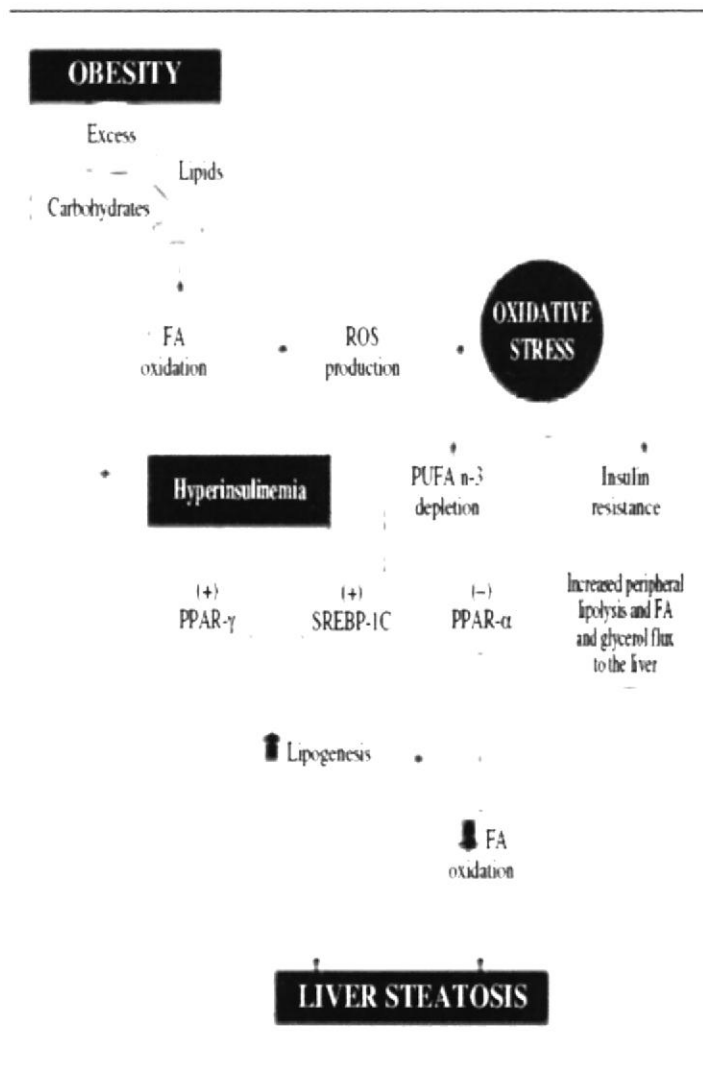 OBESITY
Excess
Lipids
Carbohydrates
FA
oxidation
ROS
production
OXIDATIVE
STRESS
Hyperinsulinemia
PUFA n-3
depletion
Insulin
resistance
(+)
PPAR-γ
(+)
SREBP-1C
(−)
PPAR-α
Increased peripheral
lipolysis and FA
and glycerol flux
to the liver
Lipogenesis
FA
oxidation
LIVER STEATOSIS